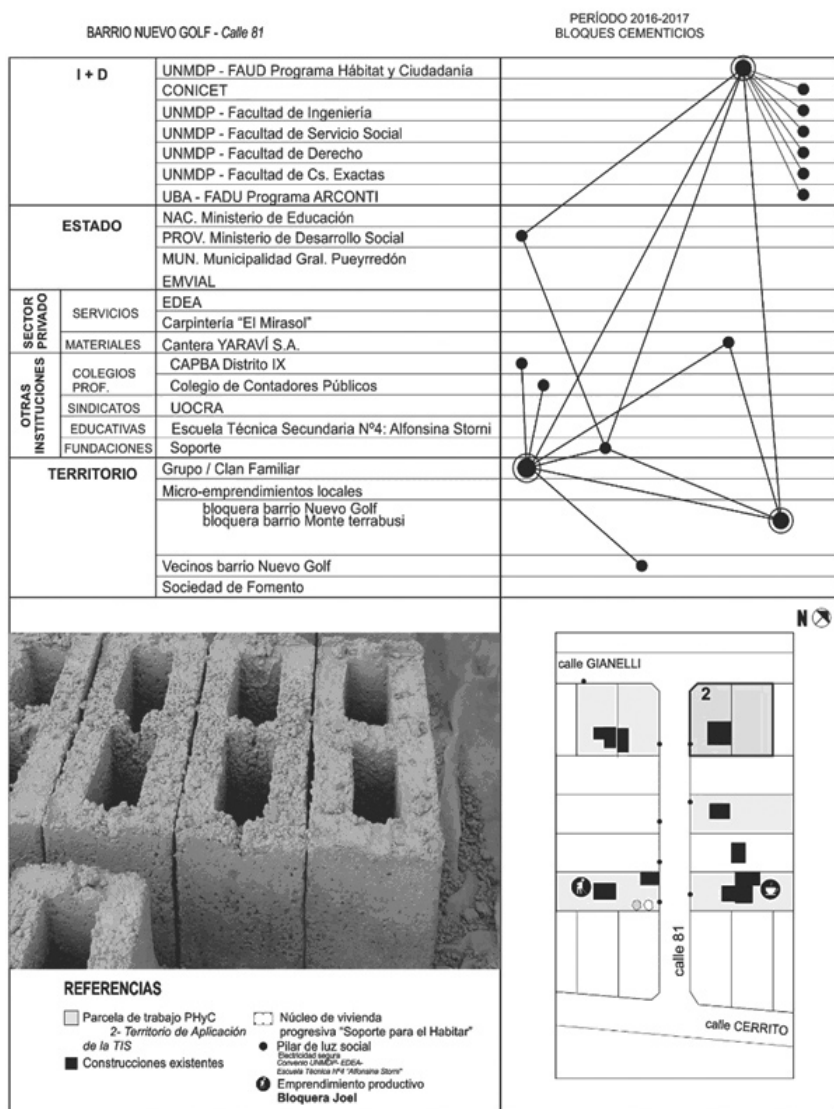 BARRIO NUEVO GOLF - Calle 81
PERÍODO 2016-2017
BLOQUES CEMENTICIOS
I + D
UNMDP - FAUD Programa Hábitat y Ciudadanía
CONICET
UNMDP - Facultad de Ingeniería
UNMDP - Facultad de Servicio Social
UNMDP - Facultad de Derecho
UNMDP - Facultad de Cs. Exactas
UBA - FADU Programa ARCONTI
ESTADO
NAC. Ministerio de Educación
PROV. Ministerio de Desarrollo Social
MUN. Municipalidad Gral. Pueyrredón
EMVIAL
SECTOR
PRIVADO
SERVICIOS
EDEA
Carpintería "El Mirasol"
MATERIALES
Cantera YARAVÍ S.A.
OTRAS
INSTITUCIONES
COLEGIOS
PROF.
CAPBA Distrito IX
Colegio de Contadores Públicos
SINDICATOS
UOCRA
EDUCATIVAS
Escuela Técnica Secundaria Nº4: Alfonsina Storni
FUNDACIONES
Soporte
TERRITORIO
Grupo / Clan Familiar
Micro-emprendimientos locales
bloquera barrio Nuevo Golf
bloquera barrio Monte terrabusi
Vecinos barrio Nuevo Golf
Sociedad de Fomento
N
calle GIANELLI
2
calle 81
calle CERRITO
REFERENCIAS
Parcela de trabajo PHyC
2- Territorio de Aplicación
de la TIS
Construcciones existentes
Núcleo de vivienda
progresiva "Soporte para el Habitar"
Pilar de luz social
Electricidad segura
Convenio UNMDP- EDEA-
Escuela Técnica Nº4 "Alfonsina Storni"
Emprendimiento productivo
Bloquera Joel